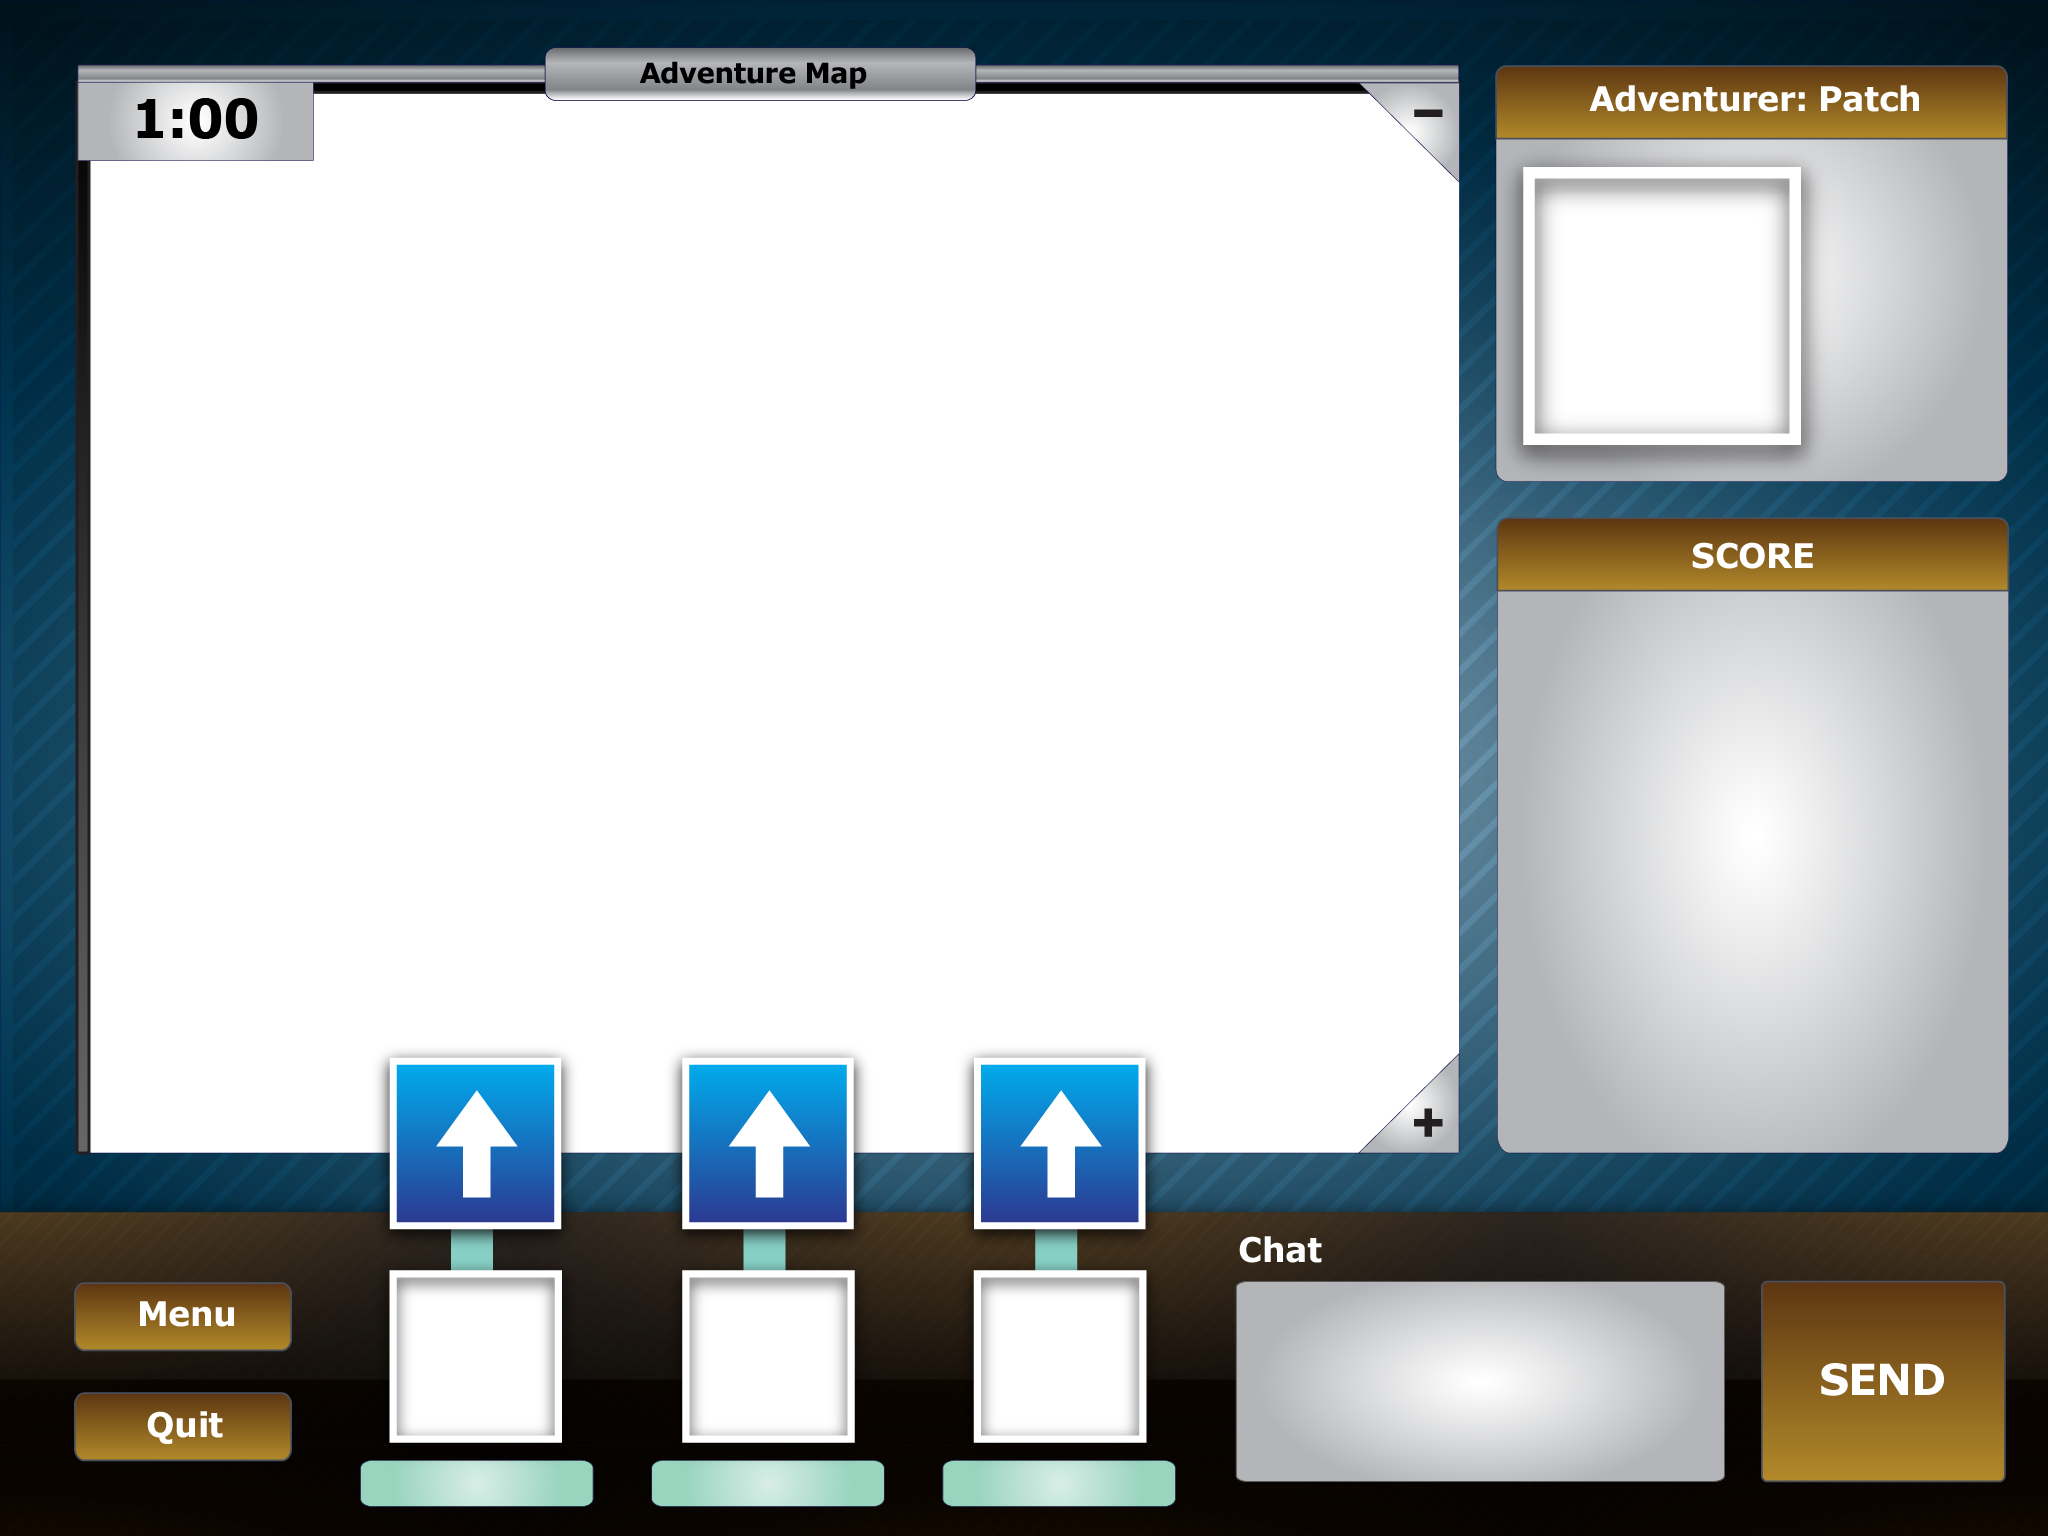 Adventure Map
1:00
−
Adventurer: Patch
SCORE
+
Chat
Menu
Quit
SEND